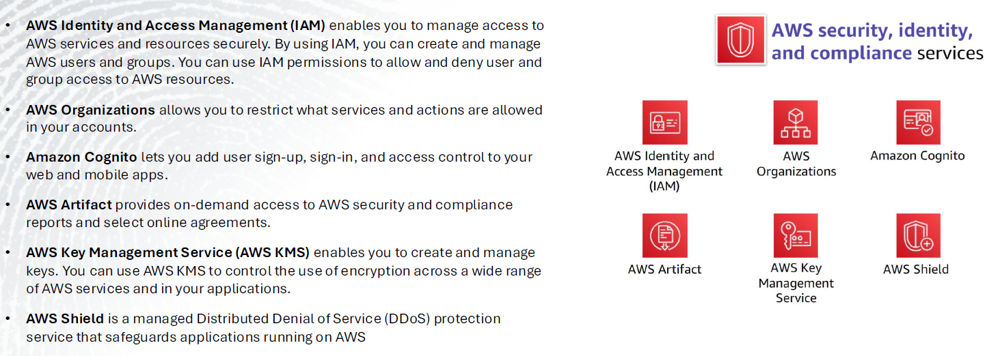 • AWS Identity and Access Management (IAM) enables you to manage access to
AWS services and resources securely. By using IAM, you can create and manage
AWS users and groups. You can use IAM permissions to allow and deny user and
group access to AWS resources.
• AWS Organizations allows you to restrict what services and actions are allowed
in your accounts.
• Amazon Cognito lets you add user sign-up, sign-in, and access control to your
web and mobile apps.
• AWS Artifact provides on-demand access to AWS security and compliance
reports and select online agreements.
• AWS Key Management Service (AWS KMS) enables you to create and manage
keys. You can use AWS KMS to control the use of encryption across a wide range
of AWS services and in your applications.
• AWS Shield is a managed Distributed Denial of Service (DDoS) protection
service that safeguards applications running on AWS
AWS security, identity,
and compliance services
AWS Identity and
Access Management
(IAM)
AWS
Organizations
Amazon Cognito
AWS Artifact
AWS Key
Management
Service
AWS Shield